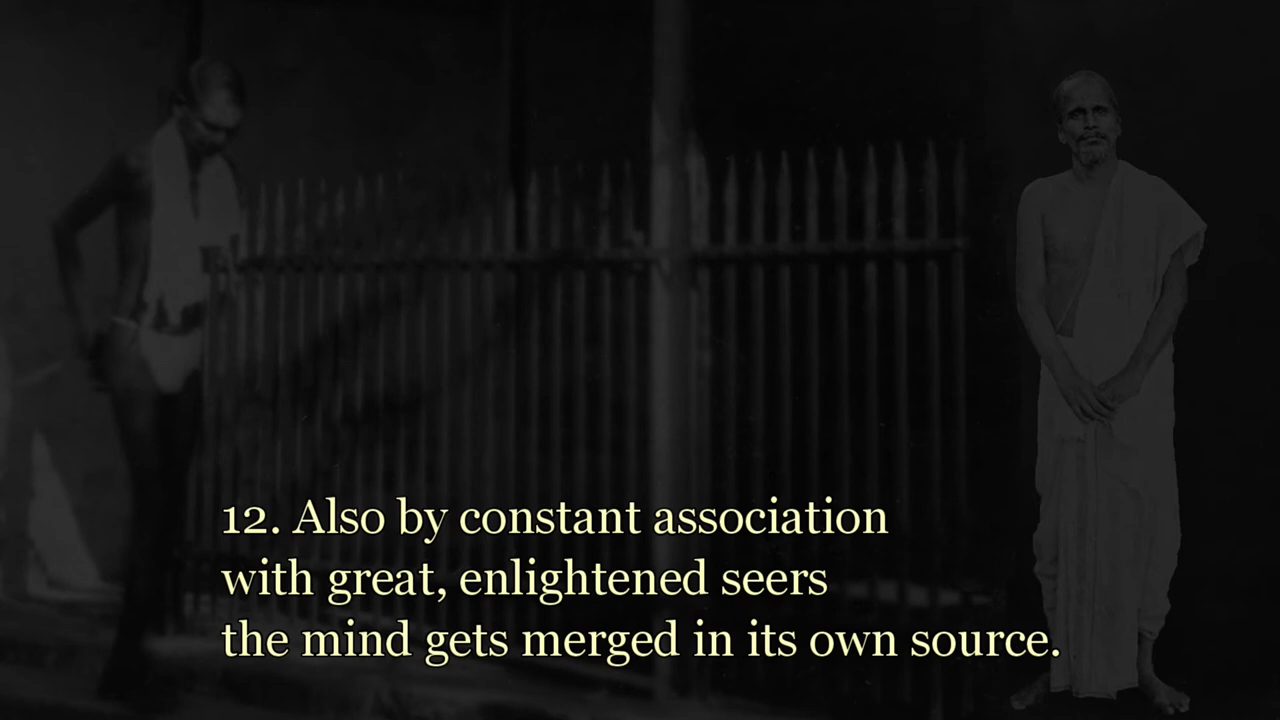 12. Also by constant association
with great, enlightened seers
the mind gets merged in its own source.